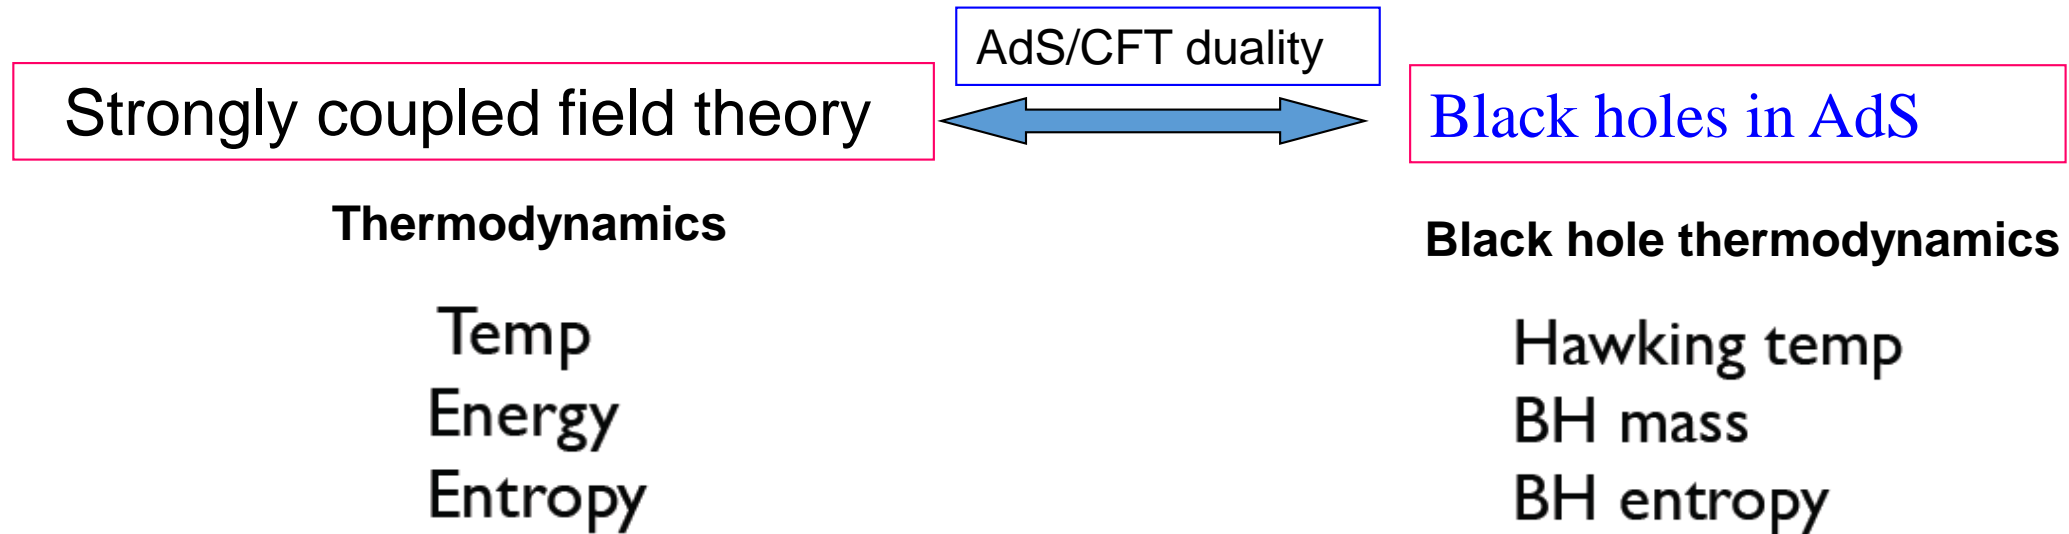 AdS/CFT duality
Strongly coupled field theory
Black holes in AdS
Thermodynamics
Black hole thermodynamics
Temp
Hawking temp
Energy
BH mass
Entropy
BH entropy